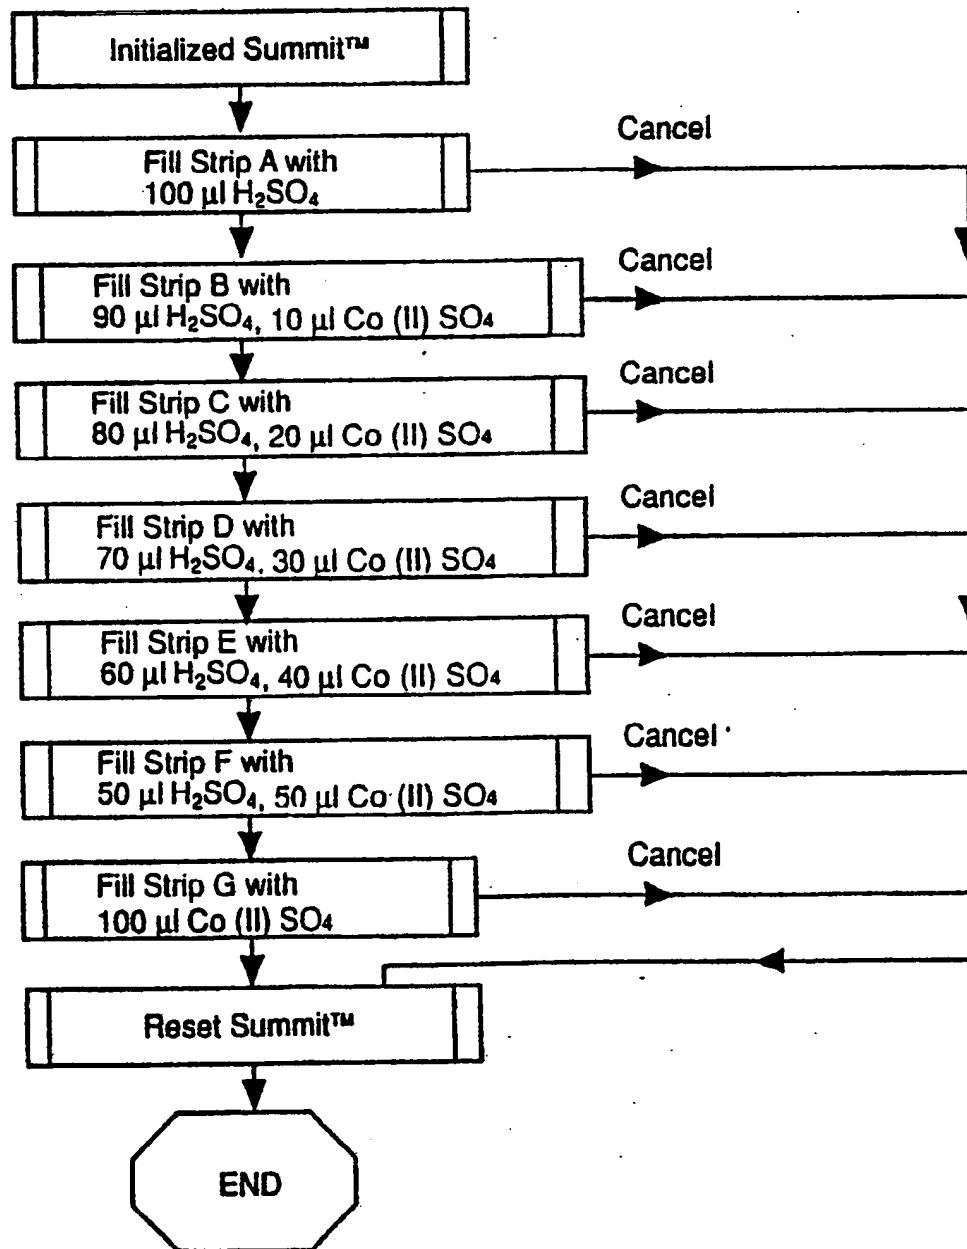 Initialized Summit™
Fill Strip A with
100 µl H₂SO₄
Cancel
Fill Strip B with
90 µl H₂SO₄, 10 µl Co (II) SO₄
Cancel
Fill Strip C with
80 µl H₂SO₄, 20 µl Co (II) SO₄
Cancel
Fill Strip D with
70 µl H₂SO₄, 30 µl Co (II) SO₄
Cancel
Fill Strip E with
60 µl H₂SO₄, 40 µl Co (II) SO₄
Cancel
Fill Strip F with
50 µl H₂SO₄, 50 µl Co (II) SO₄
Cancel
Fill Strip G with
100 µl Co (II) SO₄
Cancel
Reset Summit™
END